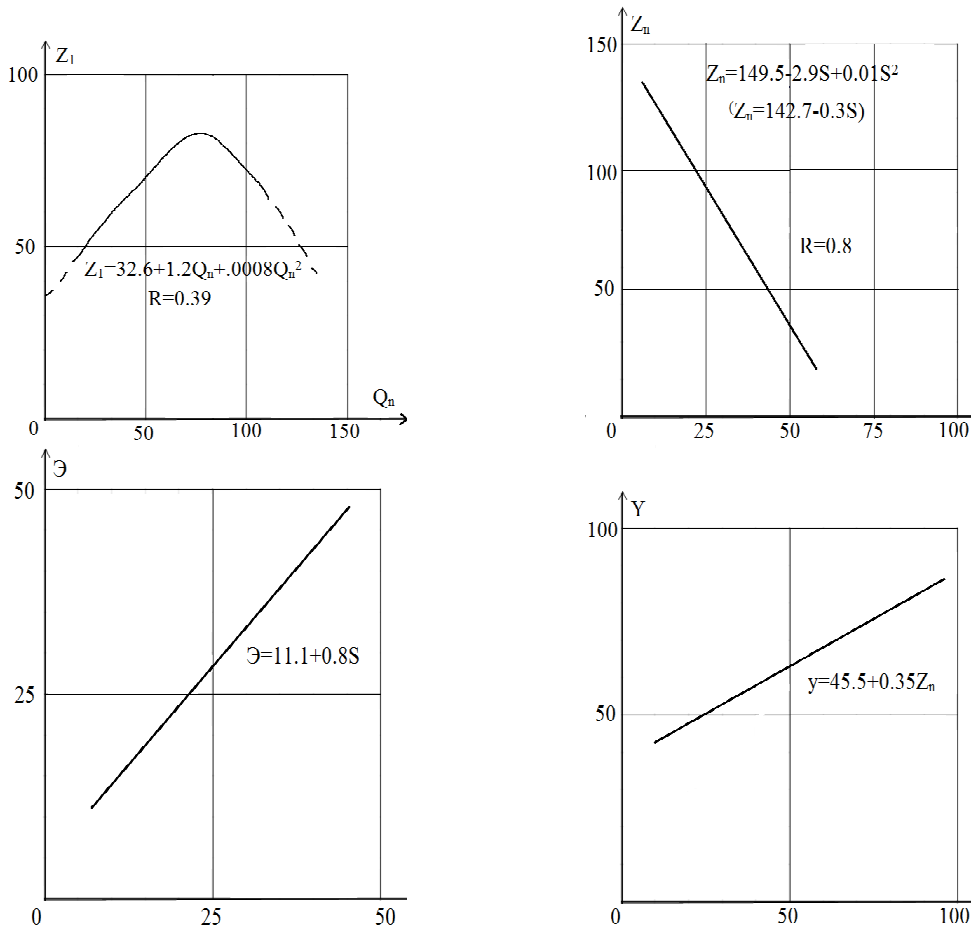 Z₁
100
50
Z₁=32.6+1.2Qₙ+.0008Qₙ²
R=0.39
Qₙ
0
50
100
150
Zₙ
150
Zₙ=149.5-2.9S+0.01S²
(Zₙ=142.7-0.3S)
100
R=0.8
50
0
25
50
75
100
Э
50
Э=11.1+0.8S
25
0
25
50
Y
100
y=45.5+0.35Zₙ
50
0
50
100